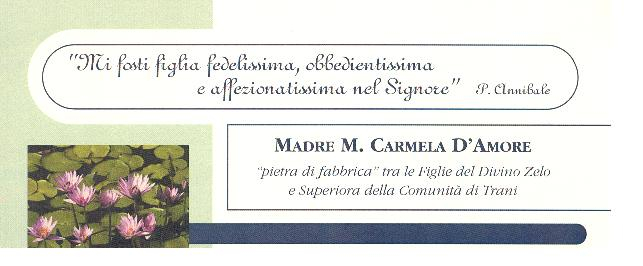 "Mi fosti figlia fedelissima, obbedientissima
e affezionatissima nel Signore" P. Annibale
MADRE M. CARMELA D'AMORE
"pietra di fabbrica" tra le Figlie del Divino Zelo
e Superiora della Comunità di Trani